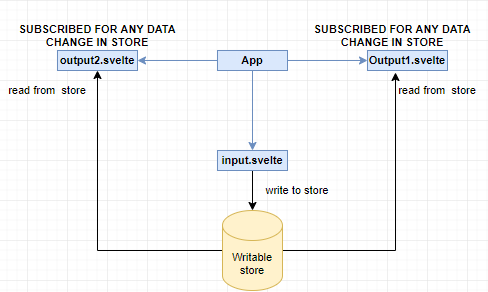 SUBSCRIBED FOR ANY DATA
CHANGE IN STORE
SUBSCRIBED FOR ANY DATA
CHANGE IN STORE
output2.svelte
App
Output1.svelte
read from  store
read from  store
input.svelte
write to store
Writable
store